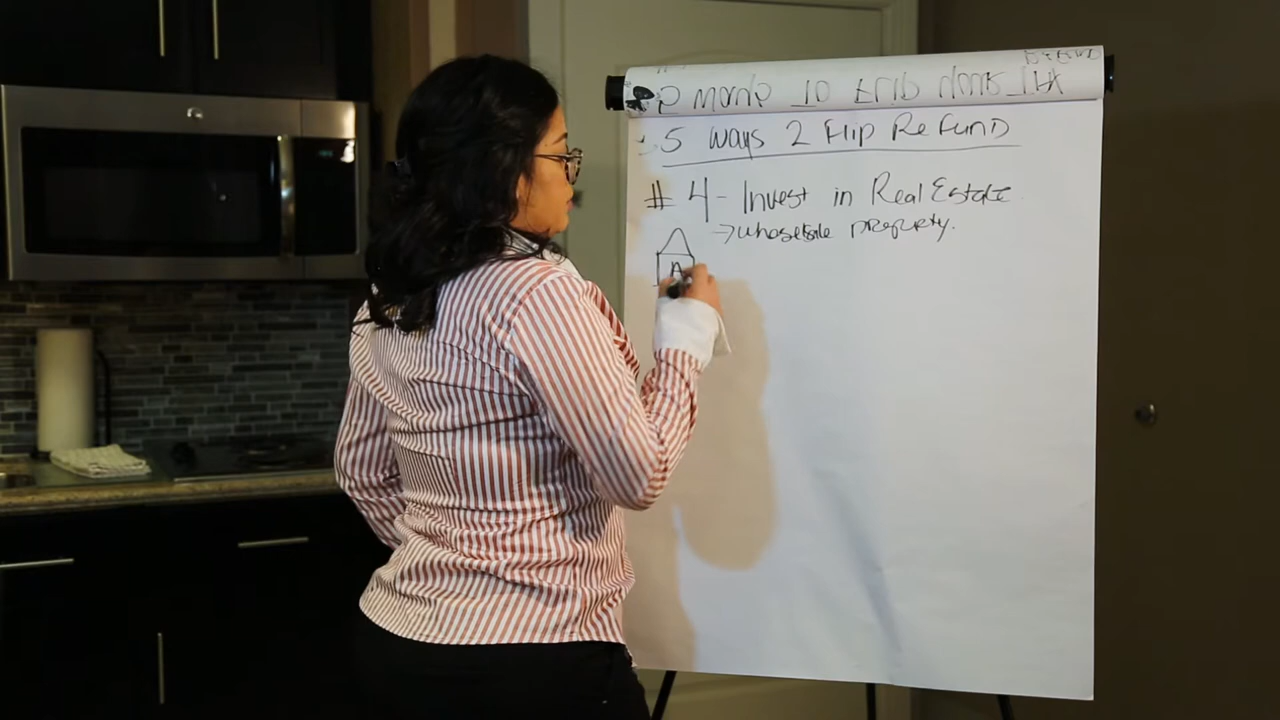 5 ways 2 Flip Refund
# 4 - Invest in Real Estate
→ wholesale property.
A